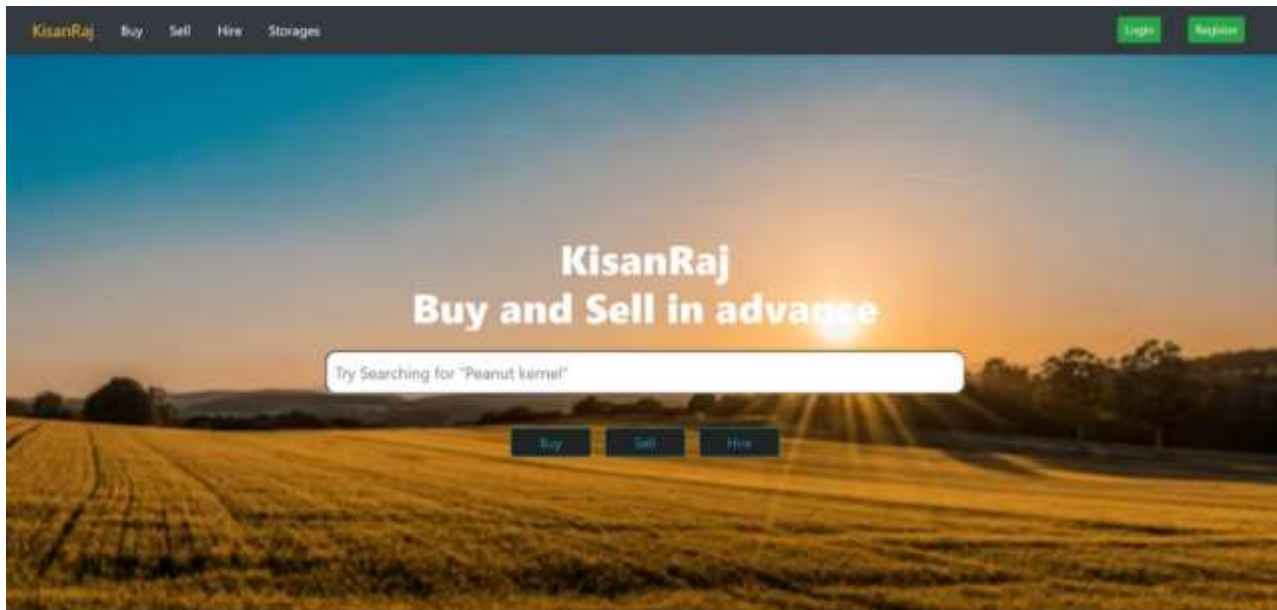 KisanRaj Buy Sell Hire Storages Login Register
KisanRaj
Buy and Sell in advance
Try Searching for "Peanut kernel"
Buy Sell Hire